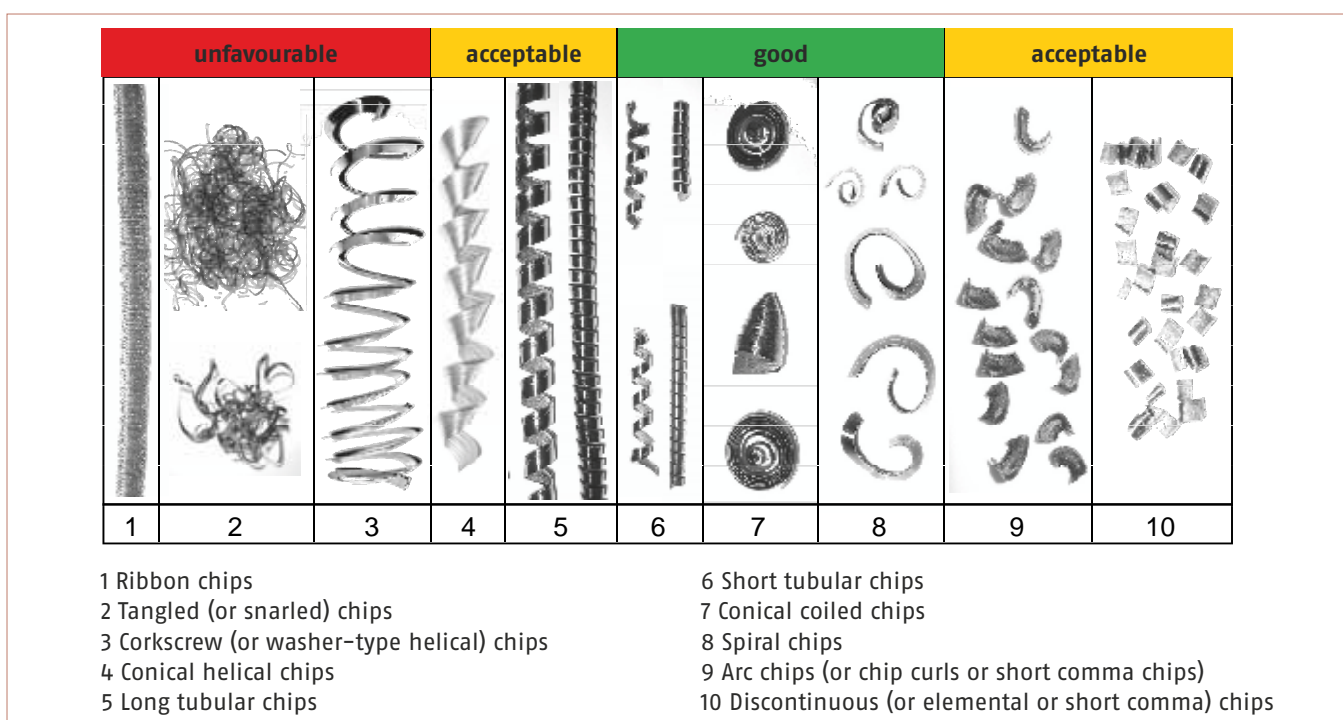 unfavourable acceptable good acceptable
1 2 3 4 5 6 7 8 9 10
1 Ribbon chips
2 Tangled (or snarled) chips
3 Corkscrew (or washer-type helical) chips
4 Conical helical chips
5 Long tubular chips
6 Short tubular chips
7 Conical coiled chips
8 Spiral chips
9 Arc chips (or chip curls or short comma chips)
10 Discontinuous (or elemental or short comma) chips